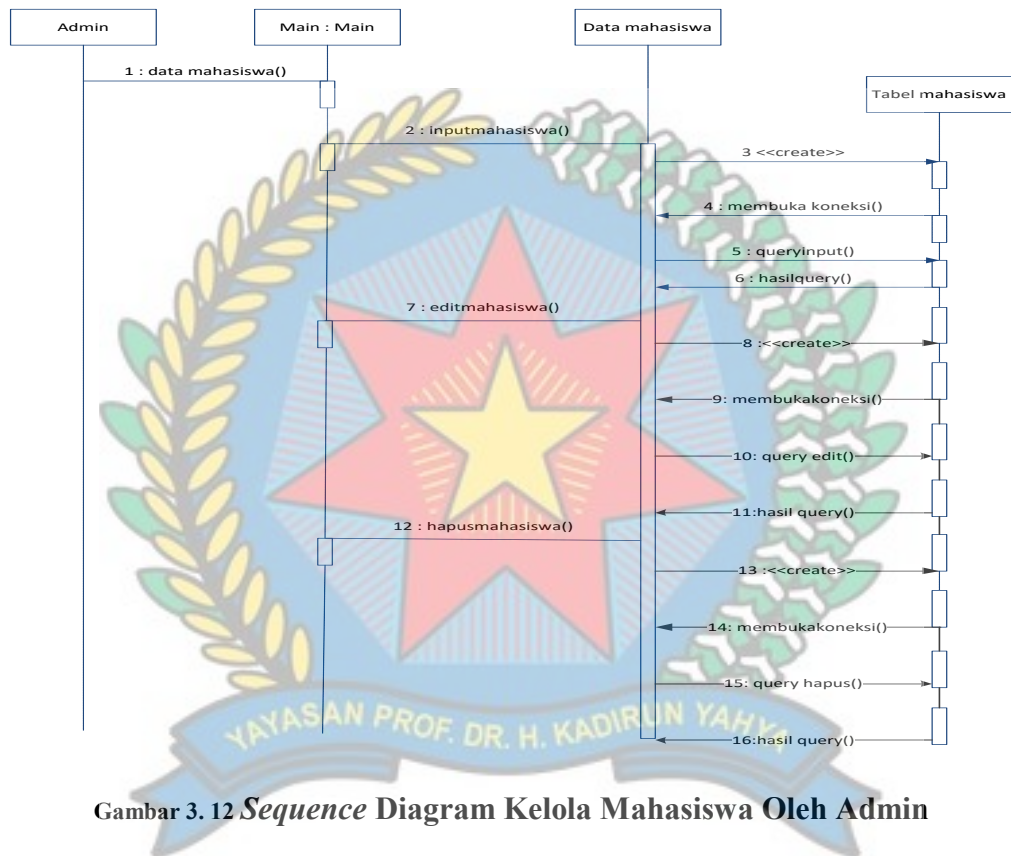 Admin
Main : Main
Data mahasiswa
1 : data mahasiswa()
Tabel mahasiswa
2 : inputmahasiswa()
3 <<create>>
4 : membuka koneksi()
5 : queryinput()
6 : hasilquery()
7 : editmahasiswa()
8 :<<create>>
9: membukakoneksi()
10: query edit()
11:hasil query()
12 : hapusmahasiswa()
13 :<<create>>
14: membukakoneksi()
15: query hapus()
16:hasil query()
YAYASAN PROF. DR. H. KADIRUN YAHYA
Gambar 3. 12 Sequence Diagram Kelola Mahasiswa Oleh Admin